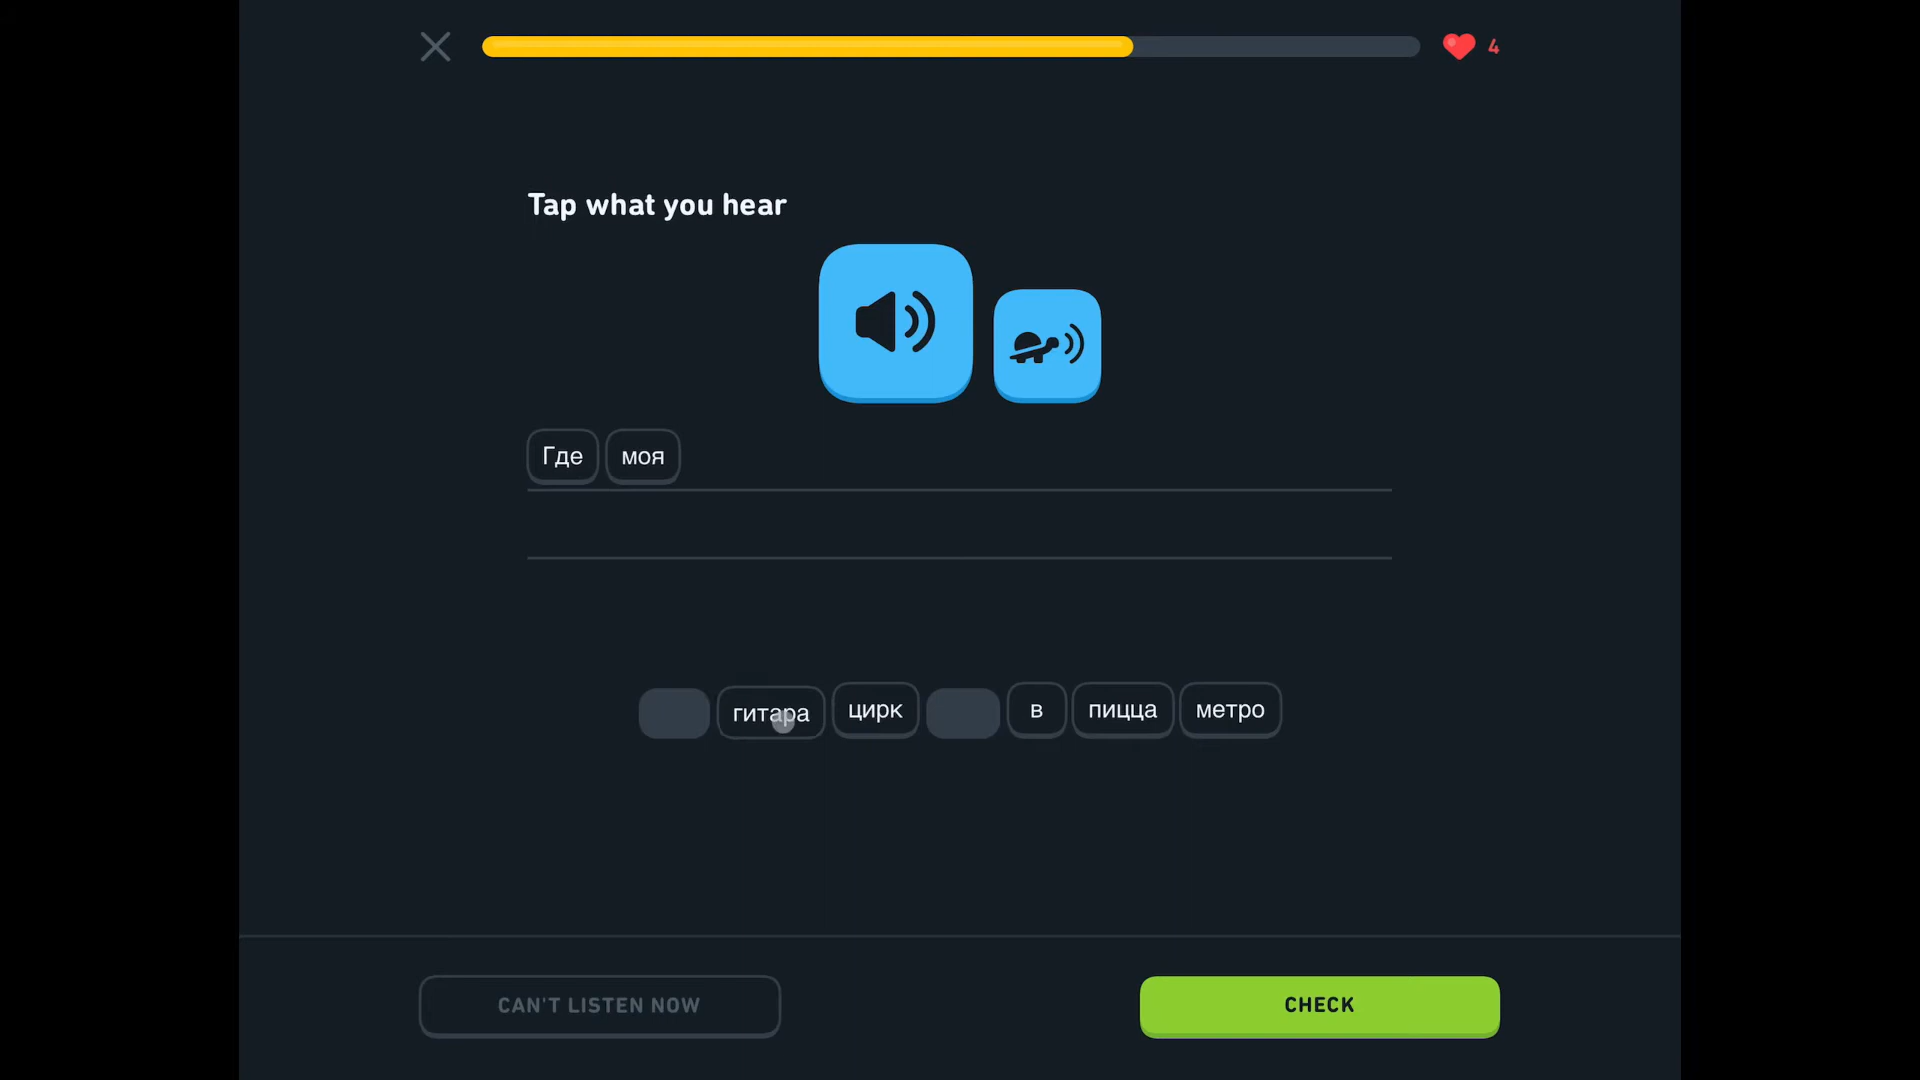 4
Tap what you hear
Где моя
гитара цирк в пицца метро
CAN'T LISTEN NOW CHECK